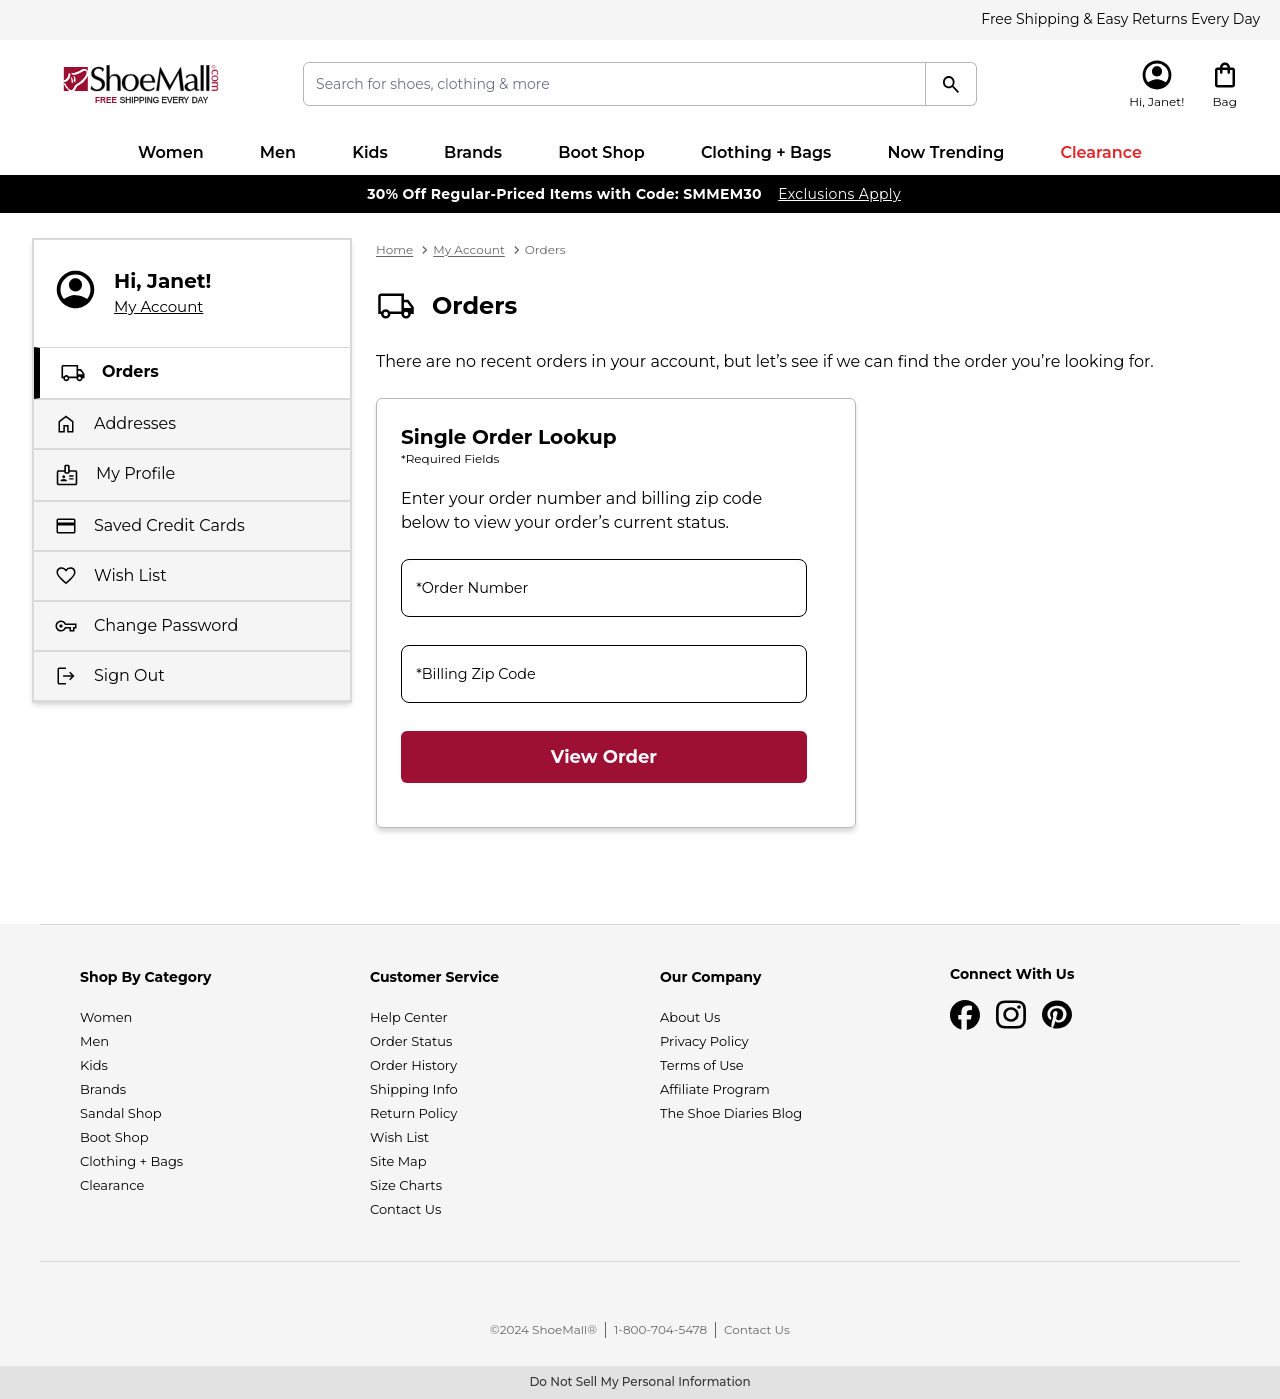 Free Shipping & Easy Returns Every Day
ShoeMall.com
FREE SHIPPING EVERY DAY
Search for shoes, clothing & more
Hi, Janet!
Bag
Women Men Kids Brands Boot Shop Clothing + Bags Now Trending Clearance
30% Off Regular-Priced Items with Code: SMMEM30 Exclusions Apply
Hi, Janet!
My Account
Orders
Addresses
My Profile
Saved Credit Cards
Wish List
Change Password
Sign Out
Home > My Account > Orders
Orders
There are no recent orders in your account, but let’s see if we can find the order you’re looking for.
Single Order Lookup
*Required Fields
Enter your order number and billing zip code
below to view your order’s current status.
*Order Number
*Billing Zip Code
View Order
Shop By Category
Women
Men
Kids
Brands
Sandal Shop
Boot Shop
Clothing + Bags
Clearance
Customer Service
Help Center
Order Status
Order History
Shipping Info
Return Policy
Wish List
Site Map
Size Charts
Contact Us
Our Company
About Us
Privacy Policy
Terms of Use
Affiliate Program
The Shoe Diaries Blog
Connect With Us
©2024 ShoeMall® | 1-800-704-5478 | Contact Us
Do Not Sell My Personal Information